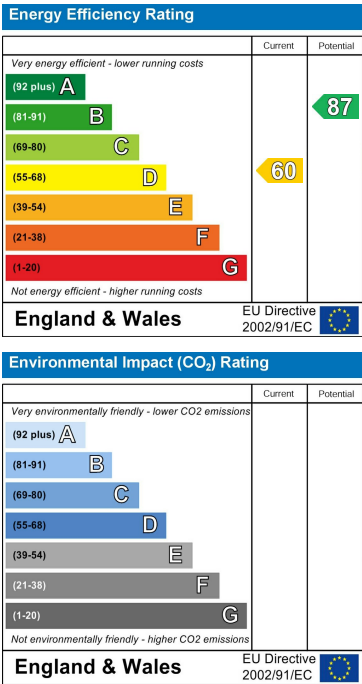 Energy Efficiency Rating
Current Potential
Very energy efficient - lower running costs
(92 plus) A
(81-91) B
87
(69-80) C
(55-68) D
60
(39-54) E
(21-38) F
(1-20) G
Not energy efficient - higher running costs
England & Wales
EU Directive
2002/91/EC
Environmental Impact (CO₂) Rating
Current Potential
Very environmentally friendly - lower CO2 emissions
(92 plus) A
(81-91) B
(69-80) C
(55-68) D
(39-54) E
(21-38) F
(1-20) G
Not environmentally friendly - higher CO2 emissions
England & Wales
EU Directive
2002/91/EC